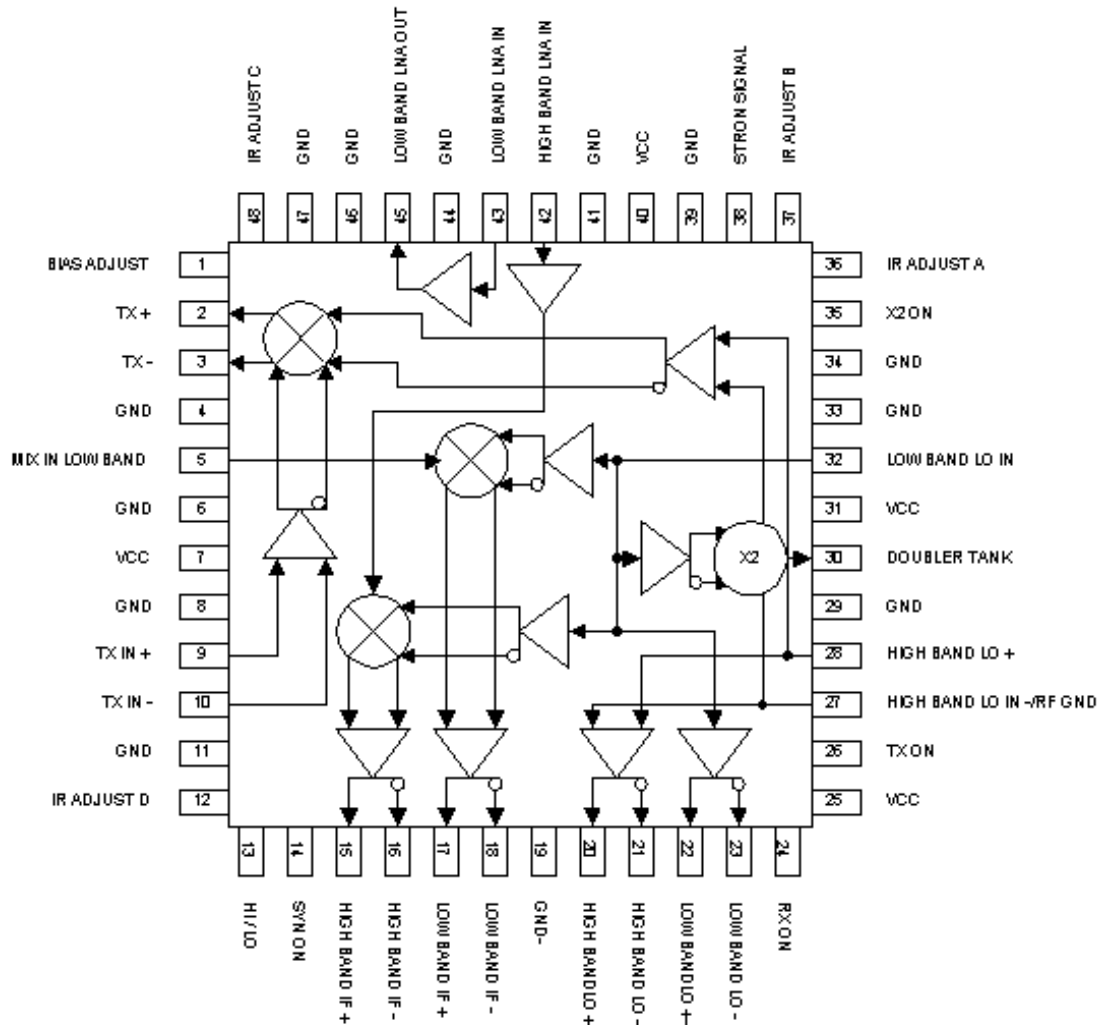 IR ADJUST C
GND
GND
LOW BAND LNA OUT
GND
LOW BAND LNA IN
HIGH BAND LNA IN
GND
VCC
GND
STRON SIGNAL
IR ADJUST B
48
47
46
45
44
43
42
41
40
39
38
37
BIAS ADJUST 1
36 IR ADJUST A
TX + 2
35 X2 ON
TX - 3
34 GND
GND 4
33 GND
MIX IN LOW BAND 5
32 LOW BAND LO IN
GND 6
31 VCC
VCC 7
X2
30 DOUBLER TANK
GND 8
29 GND
TX IN + 9
28 HIGH BAND LO +
TX IN - 10
27 HIGH BAND LO IN -/RF GND
GND 11
26 TX ON
IR ADJUST D 12
25 VCC
13
14
15
16
17
18
19
20
21
22
23
24
HI / LO
SYN ON
HIGH BAND IF +
HIGH BAND IF -
LOW BAND IF +
LOW BAND IF -
GND-
HIGH BAND LO +
HIGH BAND LO -
LOW BAND LO +
LOW BAND LO -
RX ON